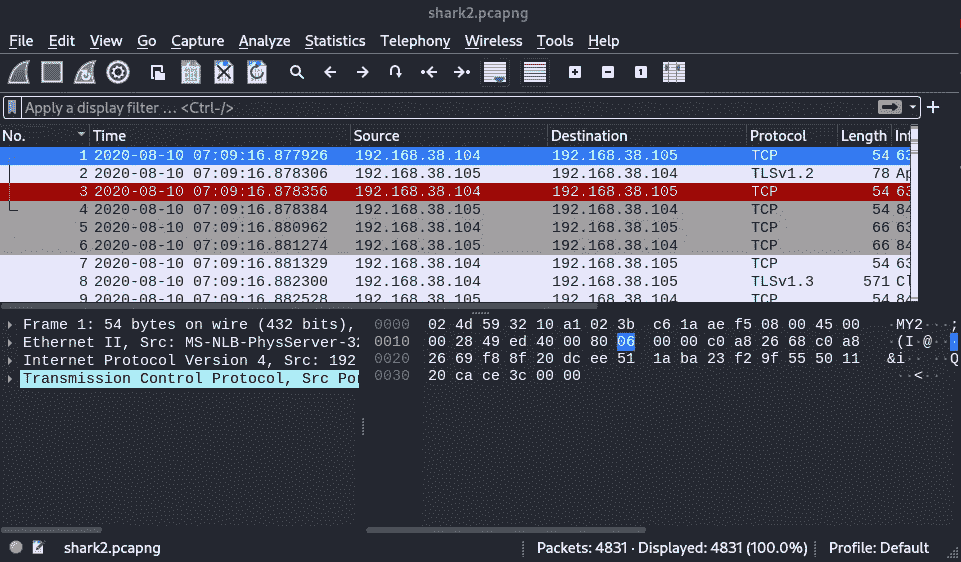 shark2.pcapng
File Edit View Go Capture Analyze Statistics Telephony Wireless Tools Help
Apply a display filter … <Ctrl-/>
No. Time Source Destination Protocol Length Inf
1 2020-08-10 07:09:16.877926 192.168.38.104 192.168.38.105 TCP 54 63
2 2020-08-10 07:09:16.878306 192.168.38.105 192.168.38.104 TLSv1.2 78 Ap
3 2020-08-10 07:09:16.878356 192.168.38.104 192.168.38.105 TCP 54 63
4 2020-08-10 07:09:16.878384 192.168.38.105 192.168.38.104 TCP 54 84
5 2020-08-10 07:09:16.880962 192.168.38.104 192.168.38.105 TCP 66 63
6 2020-08-10 07:09:16.881274 192.168.38.105 192.168.38.104 TCP 66 84
7 2020-08-10 07:09:16.881329 192.168.38.104 192.168.38.105 TCP 54 63
8 2020-08-10 07:09:16.882300 192.168.38.104 192.168.38.105 TLSv1.3 571 Cl
9 2020-08-10 07:09:16.882528 192.168.38.105 192.168.38.104 TCP 54 84
Frame 1: 54 bytes on wire (432 bits),
Ethernet II, Src: MS-NLB-PhysServer-32
Internet Protocol Version 4, Src: 192
Transmission Control Protocol, Src Por
0000 02 4d 59 32 10 a1 02 3b c6 1a ae f5 08 00 45 00 ·MY2···;
0010 00 28 49 ed 40 00 80 06 00 00 c0 a8 26 68 c0 a8 ·(I·@···
0020 26 69 f8 8f 20 dc ee 51 1a ba 23 f2 9f 55 50 11 &i·· ··Q
0030 20 ca ce 3c 00 00 ··<··
shark2.pcapng
Packets: 4831 · Displayed: 4831 (100.0%)
Profile: Default